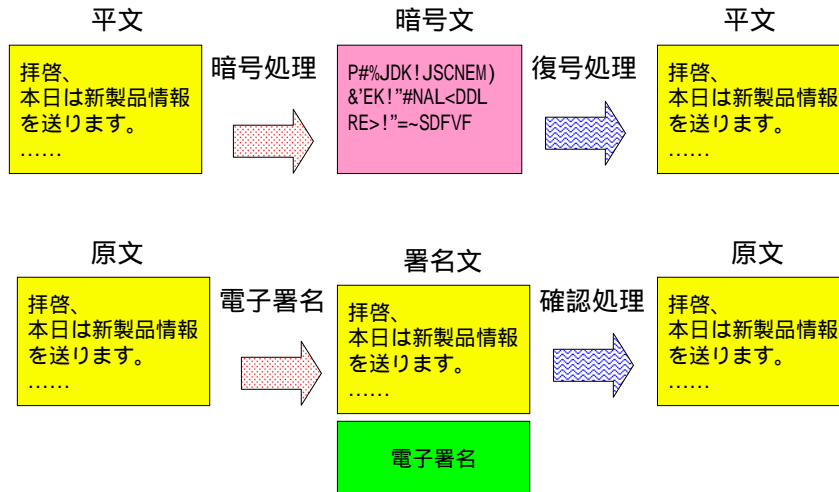 平文
暗号文
平文
拝啓、
本日は新製品情報
を送ります。
……
暗号処理
P#%JDK!JSCNEM)
&'EK!"#NAL<DDL
RE>!"=~SDFVF
復号処理
拝啓、
本日は新製品情報
を送ります。
……
原文
署名文
原文
拝啓、
本日は新製品情報
を送ります。
……
電子署名
拝啓、
本日は新製品情報
を送ります。
……
電子署名
確認処理
拝啓、
本日は新製品情報
を送ります。
……